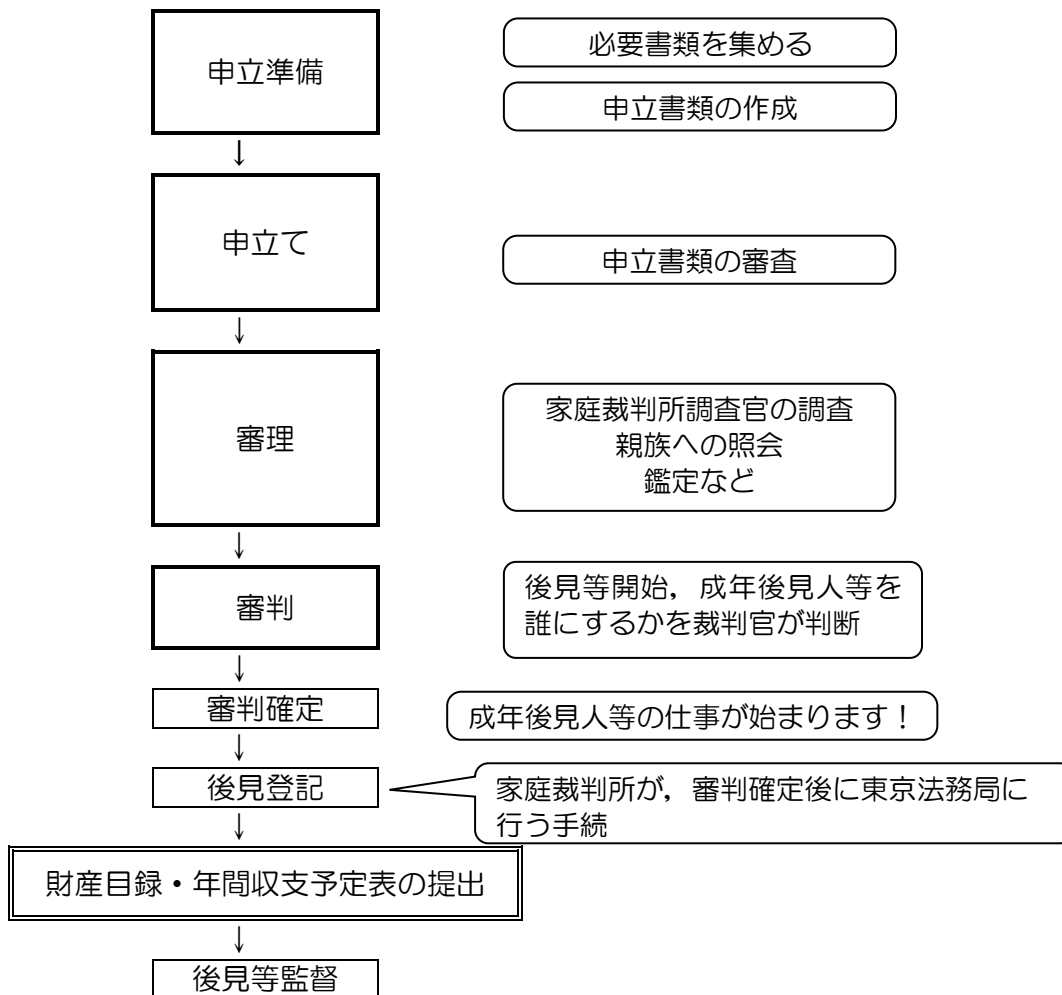 申立準備
必要書類を集める
申立書類の作成
↓
申立て
申立書類の審査
↓
審理
家庭裁判所調査官の調査
親族への照会
鑑定など
↓
審判
後見等開始，成年後見人等を
誰にするかを裁判官が判断
↓
審判確定
成年後見人等の仕事が始まります！
↓
後見登記
家庭裁判所が，審判確定後に東京法務局に
行う手続
↓
財産目録・年間収支予定表の提出
↓
後見等監督